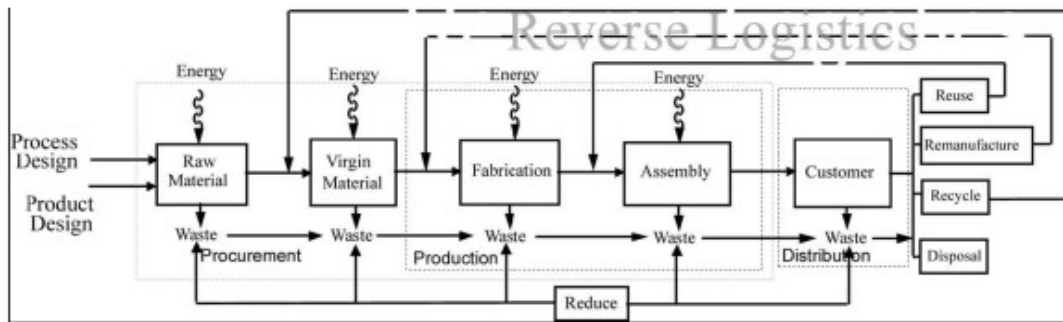 Reverse Logistics
Energy
Energy
Energy
Energy
Reuse
Process
Design
Product
Design
Raw
Material
Virgin
Material
Fabrication
Assembly
Customer
Remanufacture
Recycle
Waste
Waste
Waste
Waste
Waste
Procurement
Production
Distribution
Disposal
Reduce